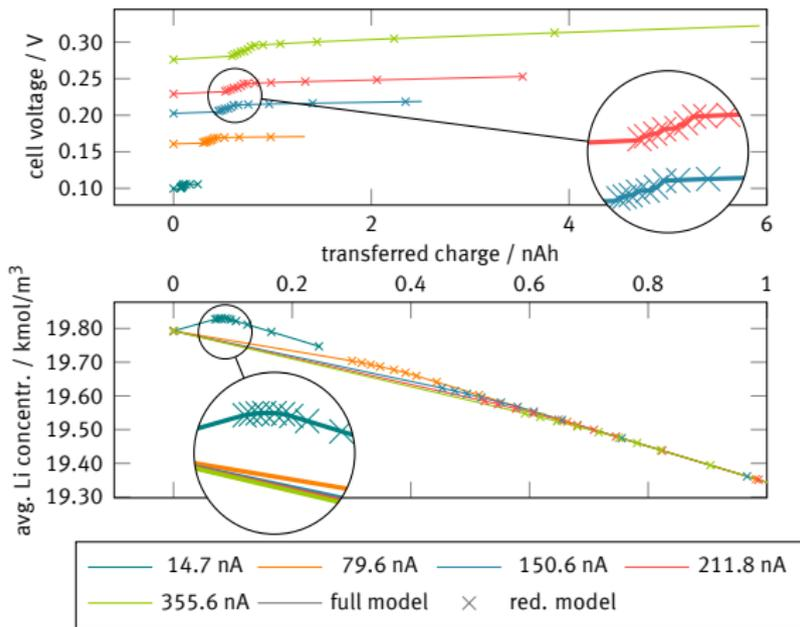 cell voltage / V
0.30
0.25
0.20
0.15
0.10
0 2 4 6
transferred charge / nAh
0 0.2 0.4 0.6 0.8 1
avg. Li concentr. / kmol/m³
19.80
19.70
19.60
19.50
19.40
19.30
14.7 nA 79.6 nA 150.6 nA 211.8 nA
355.6 nA full model red. model